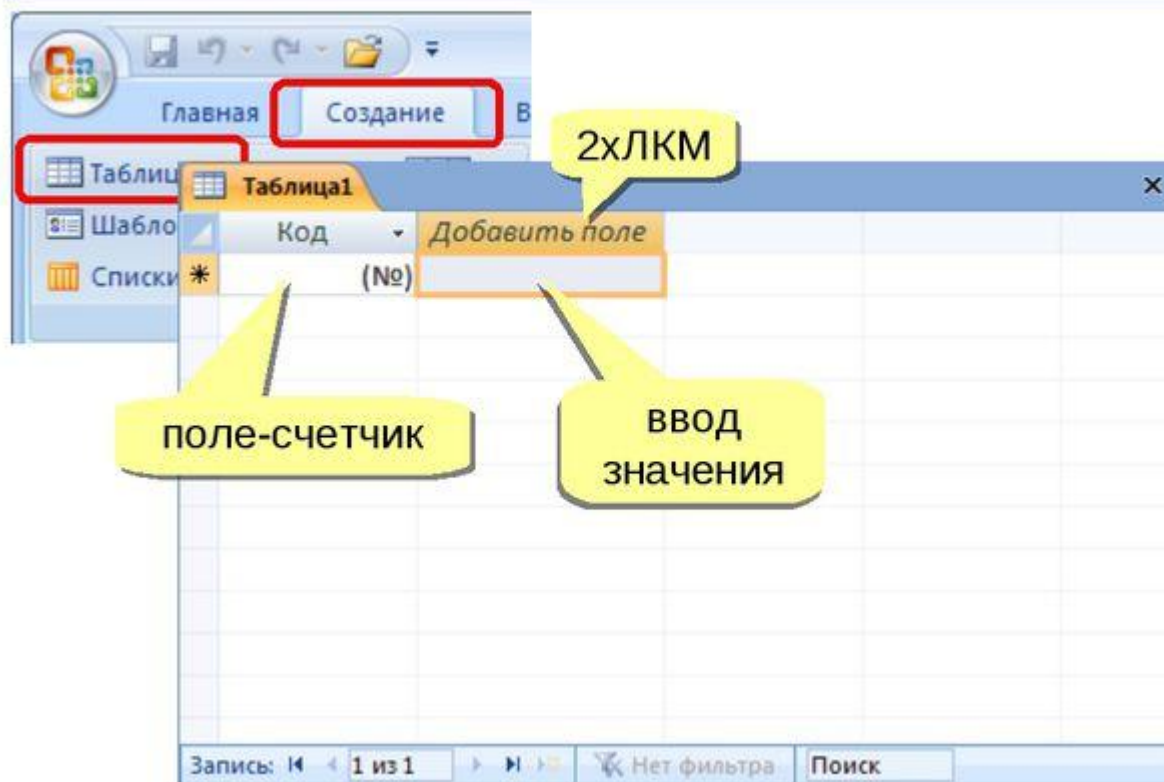 Главная Создание В
2хЛКМ
Таблиц
Таблица1
Шабло
Код Добавить поле
Списки
* (№)
поле-счетчик
ввод
значения
Запись: 1 из 1 Нет фильтра Поиск